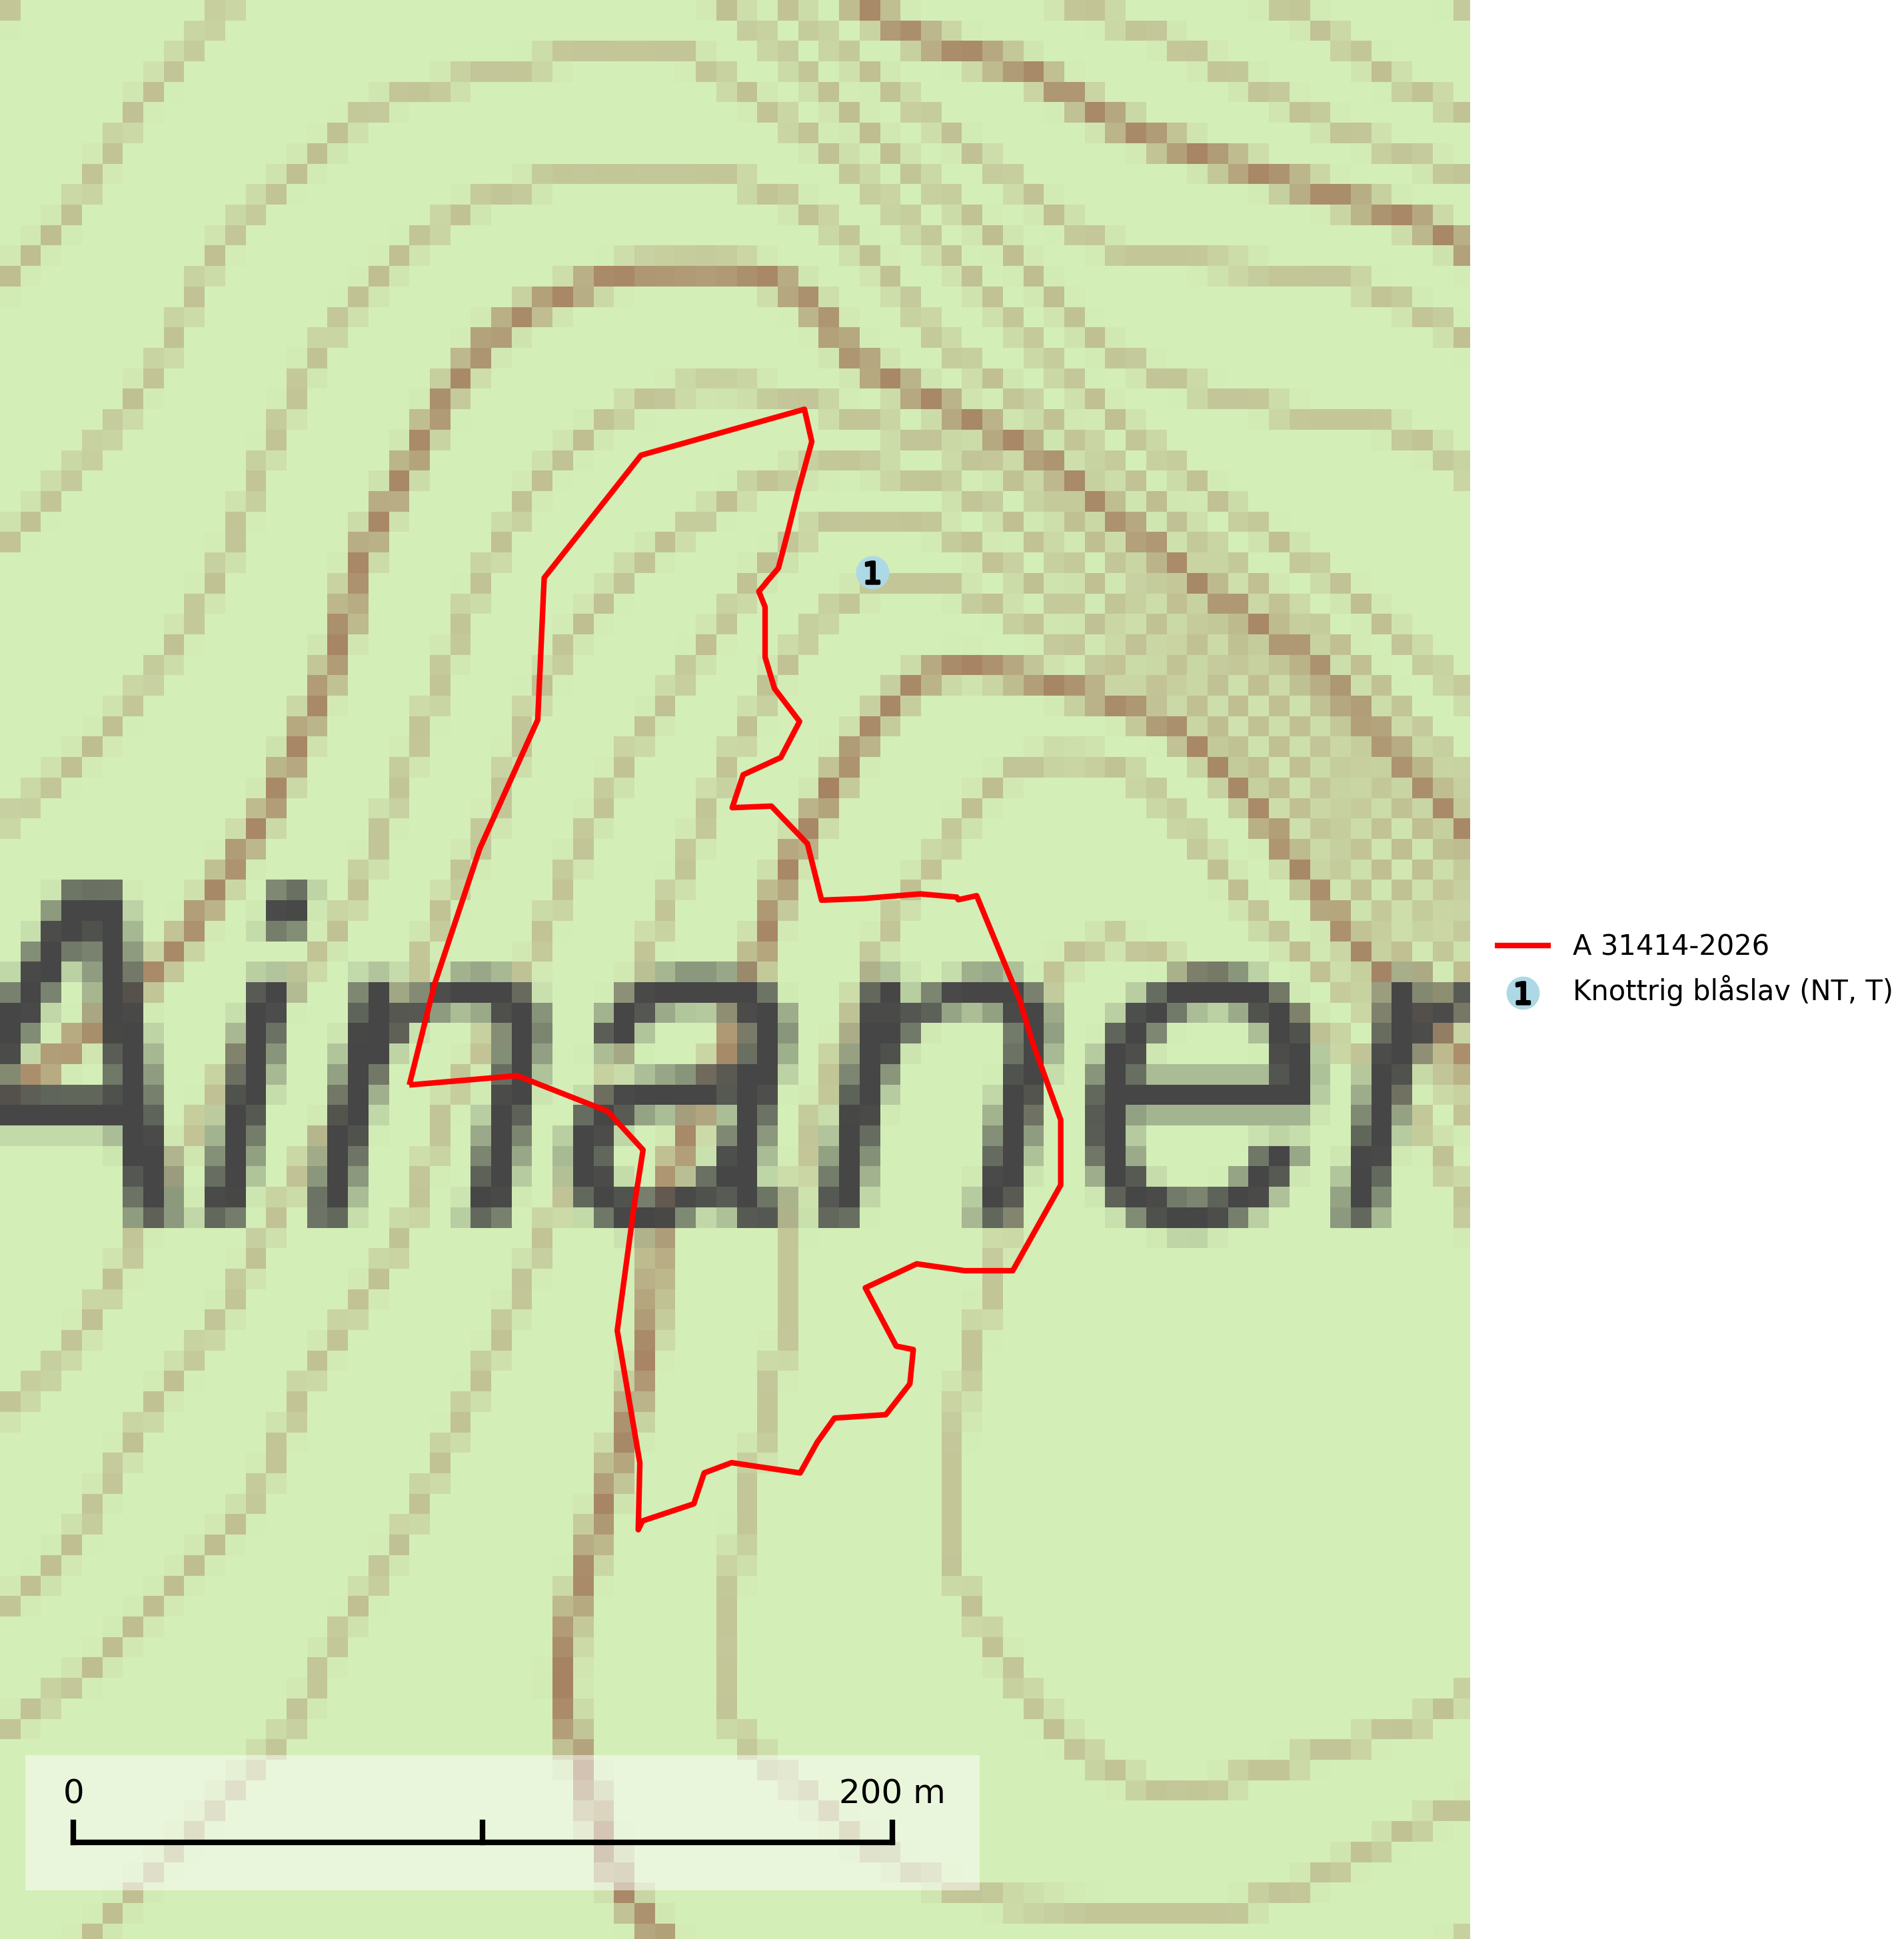 1
Ainaner
A 31414-2026
1 Knottrig blåslav (NT, T)
0 200 m